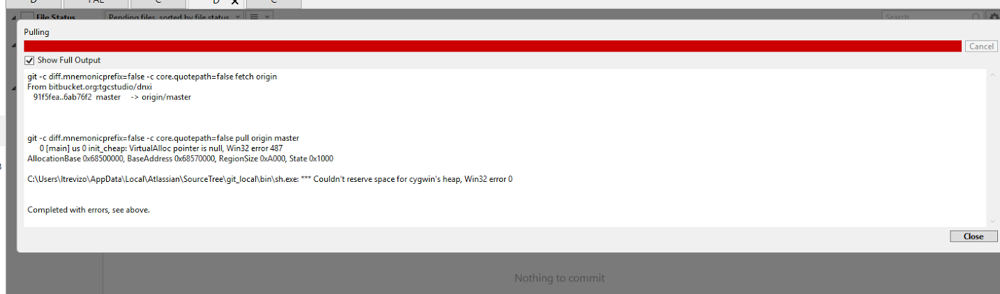 File Status
Pending files, sorted by file status
Search
Pulling
Cancel
Show Full Output
git -c diff.mnemonicprefix=false -c core.quotepath=false fetch origin
From bitbucket.org:tgcstudio/dnxi
91f5fea..6ab76f2 master -> origin/master
git -c diff.mnemonicprefix=false -c core.quotepath=false pull origin master
0 [main] us 0 init_cheap: VirtualAlloc pointer is null, Win32 error 487
AllocationBase 0x68500000, BaseAddress 0x68570000, RegionSize 0xA000, State 0x1000
C:\Users\ltrevizo\AppData\Local\Atlassian\SourceTree\git_local\bin\sh.exe: *** Couldn't reserve space for cygwin's heap, Win32 error 0
Completed with errors, see above.
Close
Nothing to commit